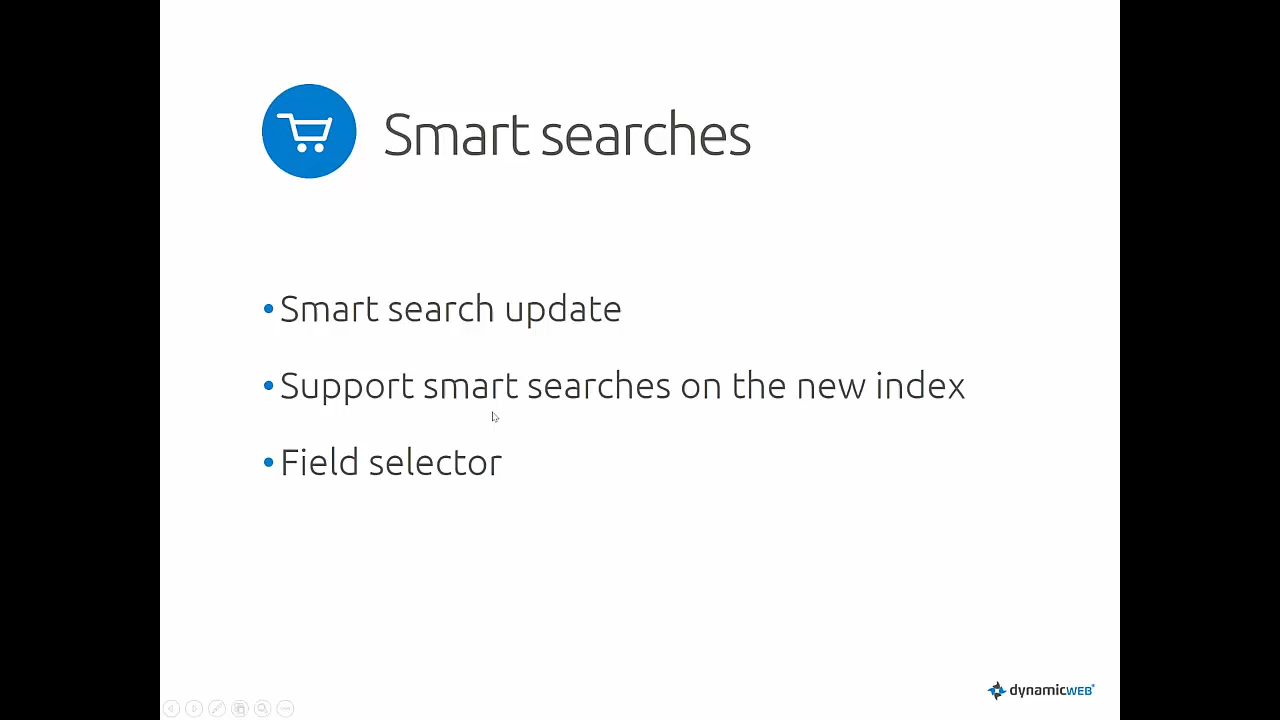 Smart searches
• Smart search update
• Support smart searches on the new index
• Field selector
dynamicWEB